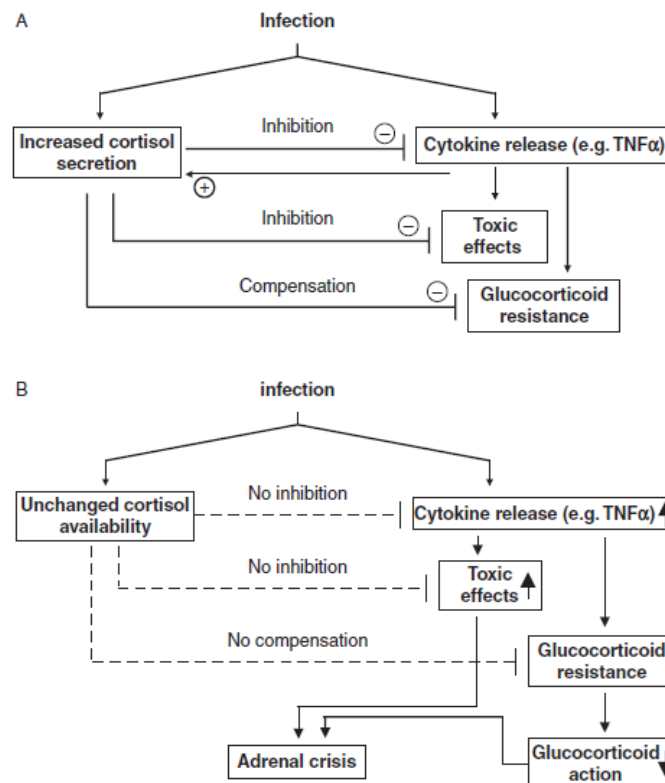 A
Infection
Inhibition
−
Increased cortisol
secretion
Cytokine release (e.g. TNFα)
+
Inhibition
−
Toxic
effects
Compensation
−
Glucocorticoid
resistance
B
infection
No inhibition
Unchanged cortisol
availability
Cytokine release (e.g. TNFα)
No inhibition
Toxic
effects
No compensation
Glucocorticoid
resistance
Adrenal crisis
Glucocorticoid
action